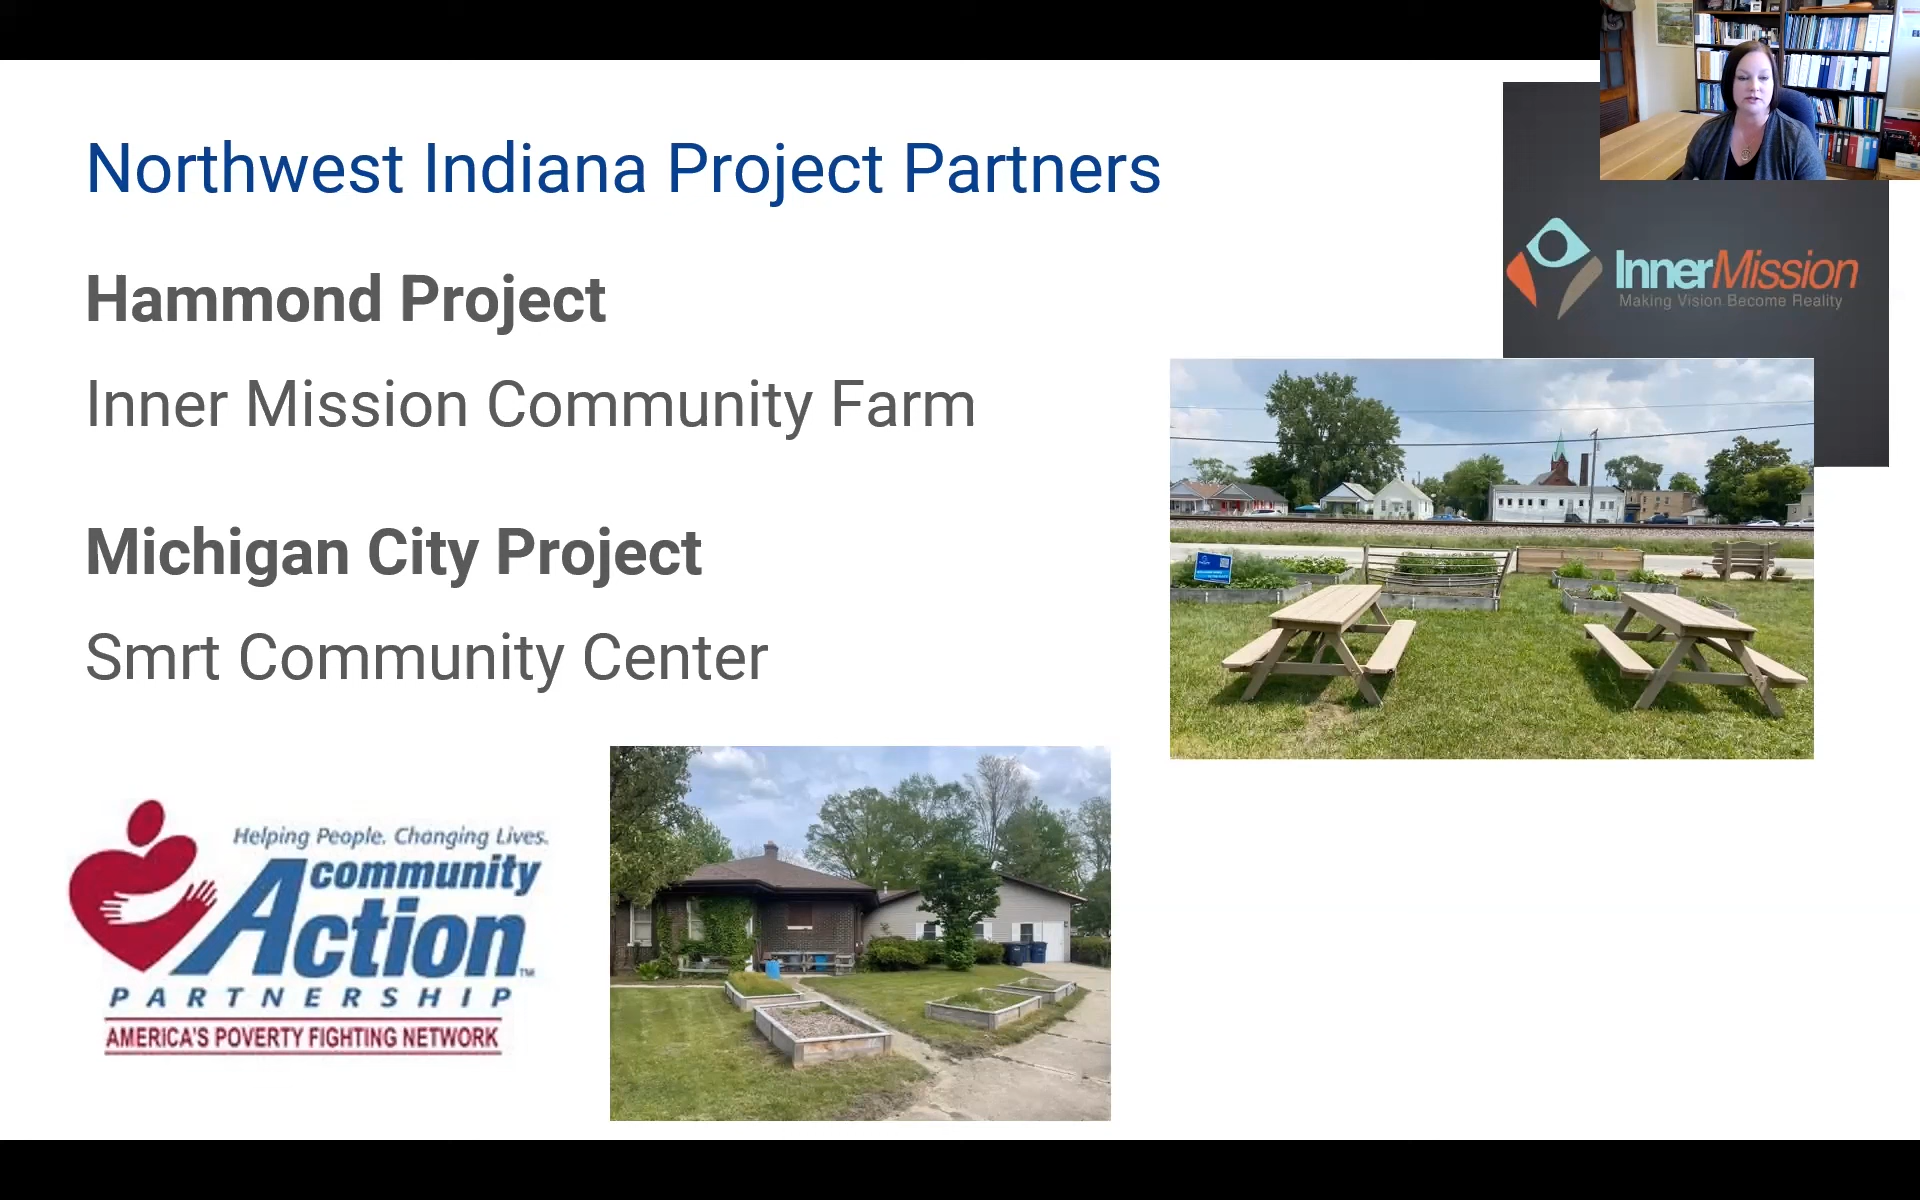 Northwest Indiana Project Partners
Hammond Project
Inner Mission Community Farm
Michigan City Project
Smrt Community Center
InnerMission
Making Vision Become Reality
Helping People. Changing Lives.
community
Action
TM
PARTNERSHIP
AMERICA'S POVERTY FIGHTING NETWORK